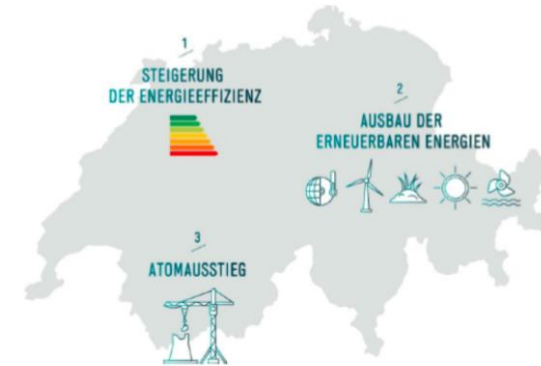 1
STEIGERUNG
DER ENERGIEEFFIZIENZ
2
AUSBAU DER
ERNEUERBAREN ENERGIEN
3
ATOMAUSSTIEG